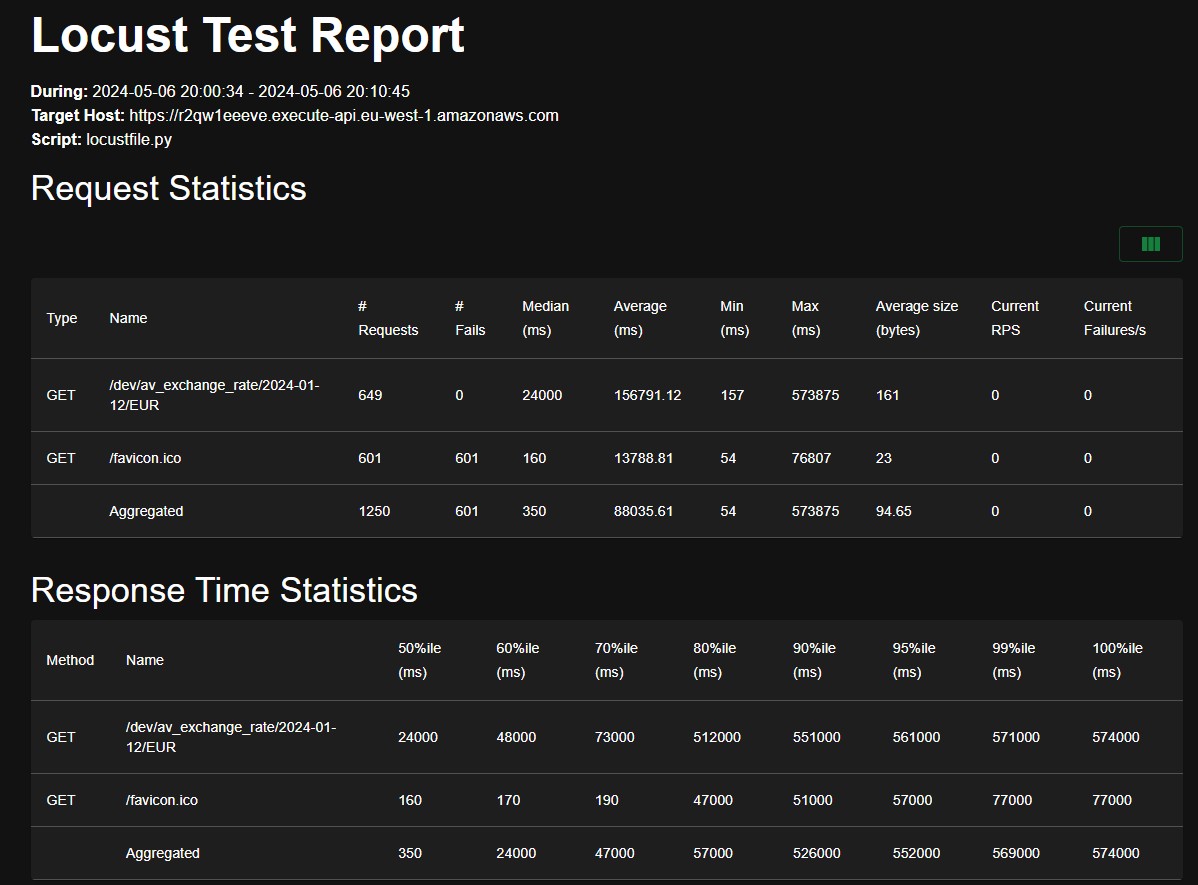 Locust Test Report
During: 2024-05-06 20:00:34 - 2024-05-06 20:10:45
Target Host: https://r2qw1eeeve.execute-api.eu-west-1.amazonaws.com
Script: locustfile.py
Request Statistics
Type Name # Requests # Fails Median (ms) Average (ms) Min (ms) Max (ms) Average size (bytes) Current RPS Current Failures/s
GET /dev/av_exchange_rate/2024-01-12/EUR 649 0 24000 156791.12 157 573875 161 0 0
GET /favicon.ico 601 601 160 13788.81 54 76807 23 0 0
Aggregated 1250 601 350 88035.61 54 573875 94.65 0 0
Response Time Statistics
Method Name 50%ile (ms) 60%ile (ms) 70%ile (ms) 80%ile (ms) 90%ile (ms) 95%ile (ms) 99%ile (ms) 100%ile (ms)
GET /dev/av_exchange_rate/2024-01-12/EUR 24000 48000 73000 512000 551000 561000 571000 574000
GET /favicon.ico 160 170 190 47000 51000 57000 77000 77000
Aggregated 350 24000 47000 57000 526000 552000 569000 574000